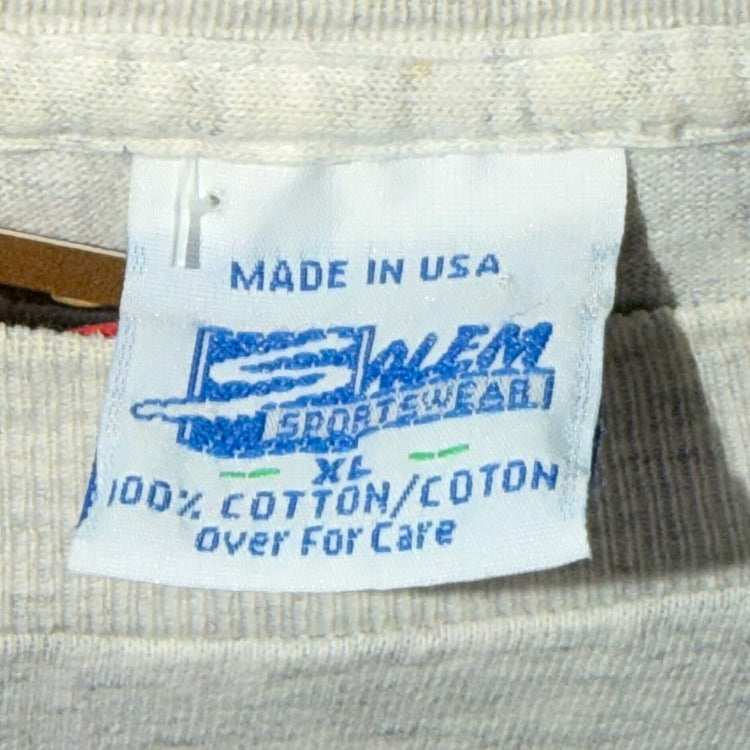 MADE IN USA
SALEM
SPORTSWEAR
XL
100% COTTON/COTON
Over For Care